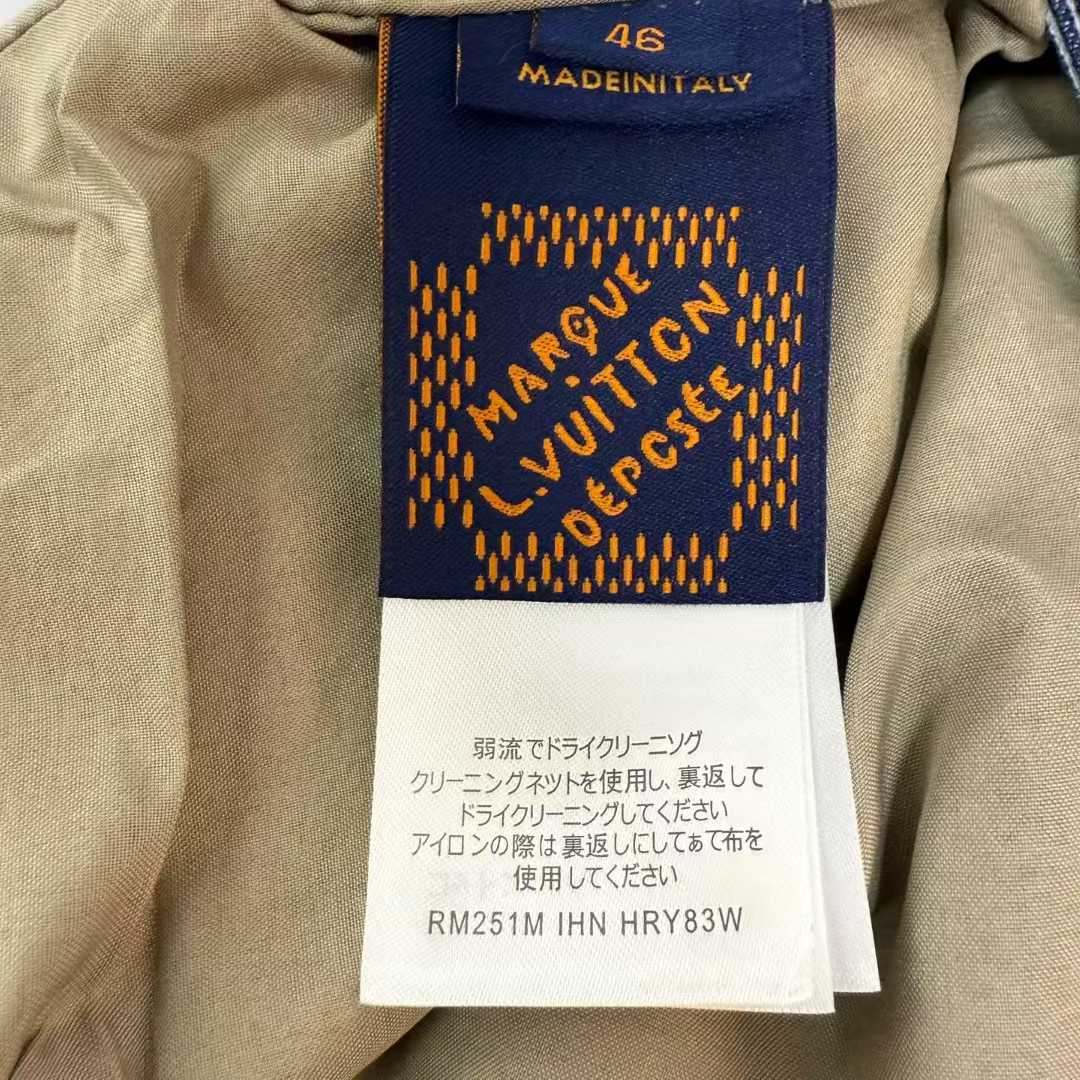 46
MADEINITALY
MARQUE
L.VUiTTON
DÉPOSÉE
弱流でドライクリーニソグ
クリーニングネットを使用し、裏返して
ドライクリーニングしてください
アイロンの際は裏返しにしてあて布を
使用してください
RM251M IHN HRY83W